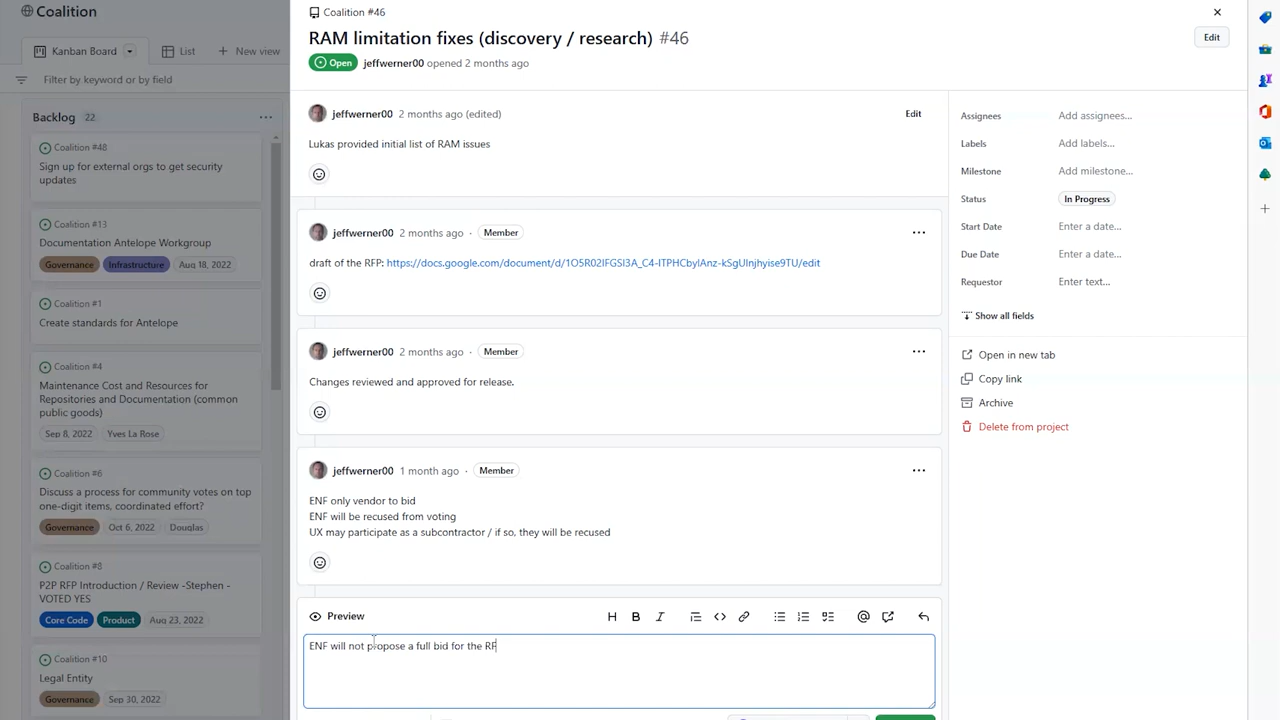 Coalition
Kanban Board
List
New view
Filter by keyword or by field
Backlog 22
Coalition #48
Sign up for external orgs to get security
updates
Coalition #13
Documentation Antelope Workgroup
Governance Infrastructure Aug 18, 2022
Coalition #1
Create standards for Antelope
Coalition #4
Maintenance Cost and Resources for
Repositories and Documentation (common
public goods)
Sep 8, 2022 Yves La Rose
Coalition #6
Discuss a process for community votes on top
one-digit items, coordinated effort?
Governance Oct 6, 2022 Douglas
Coalition #8
P2P RFP Introduction / Review -Stephen -
VOTED YES
Core Code Product Aug 23, 2022
Coalition #10
Legal Entity
Governance Sep 30, 2022
Coalition #46
RAM limitation fixes (discovery / research) #46
Edit
Open jeffwerner00 opened 2 months ago
jeffwerner00 2 months ago (edited)
Edit
Lukas provided initial list of RAM issues
jeffwerner00 2 months ago · Member
draft of the RFP: https://docs.google.com/document/d/1O5R02IFGSI3A_C4-ITPHCbylAnz-kSgUlnjhyise9TU/edit
jeffwerner00 2 months ago · Member
Changes reviewed and approved for release.
jeffwerner00 1 month ago · Member
ENF only vendor to bid
ENF will be recused from voting
UX may participate as a subcontractor / if so, they will be recused
Preview
ENF will not propose a full bid for the RF
Assignees Add assignees...
Labels Add labels...
Milestone Add milestone...
Status In Progress
Start Date Enter a date...
Due Date Enter a date...
Requestor Enter text...
Show all fields
Open in new tab
Copy link
Archive
Delete from project